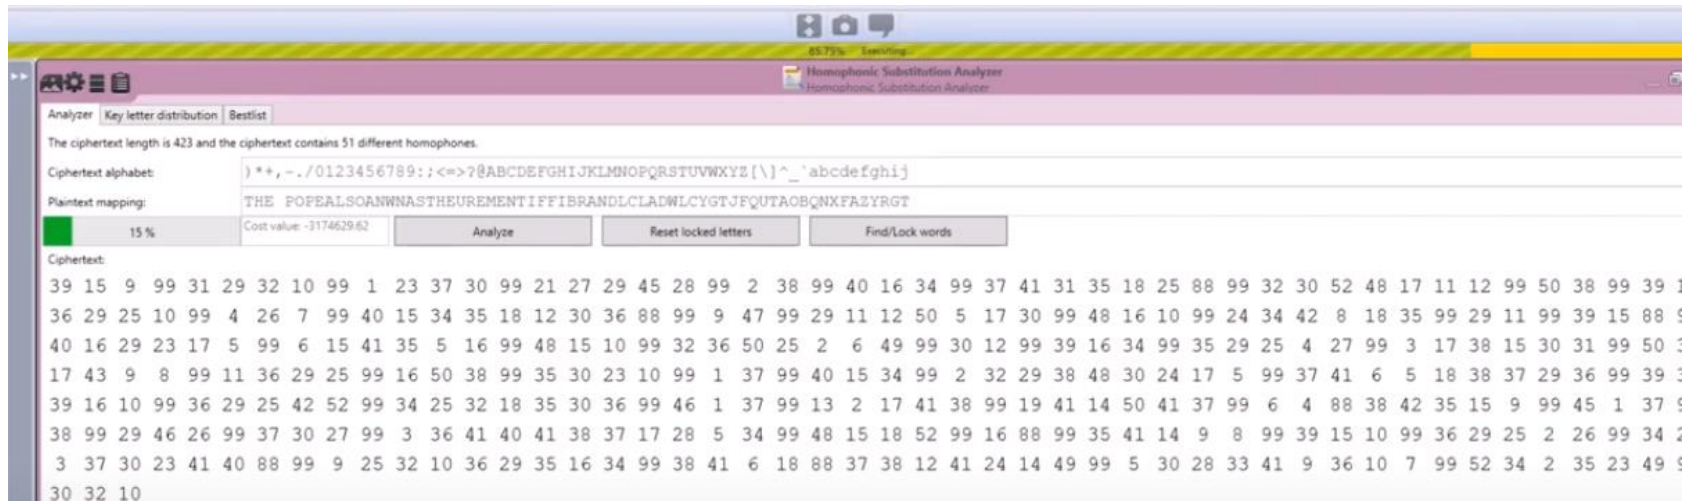 85.79% Executing...
Homophonic Substitution Analyzer
Homophonic Substitution Analyzer
Analyzer Key letter distribution Bestlist
The ciphertext length is 423 and the ciphertext contains 51 different homophones.
Ciphertext alphabet: )*+,-./0123456789:;<=>?@ABCDEFGHIJKLMNOPQRSTUVWXYZ[\]^_`abcdefghij
Plaintext mapping: THE POPEALSOANWNASTHEUREMENTIFFIBRANDLCLADWLCYGTJFQUTAOBQNXFAZYRGT
15 % Cost value: -3174629.62 Analyze Reset locked letters Find/Lock words
Ciphertext:
39 15 9 99 31 29 32 10 99 1 23 37 30 99 21 27 29 45 28 99 2 38 99 40 16 34 99 37 41 31 35 18 25 88 99 32 30 52 48 17 11 12 99 50 38 99 39
36 29 25 10 99 4 26 7 99 40 15 34 35 18 12 30 36 88 99 9 47 99 29 11 12 50 5 17 30 99 48 16 10 99 24 34 42 8 18 35 99 29 11 99 39 15 88
40 16 29 23 17 5 99 6 15 41 35 5 16 99 48 15 10 99 32 36 50 25 2 6 49 99 30 12 99 39 16 34 99 35 29 25 4 27 99 3 17 38 15 30 31 99 50
17 43 9 8 99 11 36 29 25 99 16 50 38 99 35 30 23 10 99 1 37 99 40 15 34 99 2 32 29 38 48 30 24 17 5 99 37 41 6 5 18 38 37 29 36 99 39
39 16 10 99 36 29 25 42 52 99 34 25 32 18 35 30 36 99 46 1 37 99 13 2 17 41 38 99 19 41 14 50 41 37 99 6 4 88 38 42 35 15 9 99 45 1 37
38 99 29 46 26 99 37 30 27 99 3 36 41 40 41 38 37 17 28 5 34 99 48 15 18 52 99 16 88 99 35 41 14 9 8 99 39 15 10 99 36 29 25 2 26 99 34
3 37 30 23 41 40 88 99 9 25 32 10 36 29 35 16 34 99 38 41 6 18 88 37 38 12 41 24 14 49 99 5 30 28 33 41 9 36 10 7 99 52 34 2 35 23 49
30 32 10